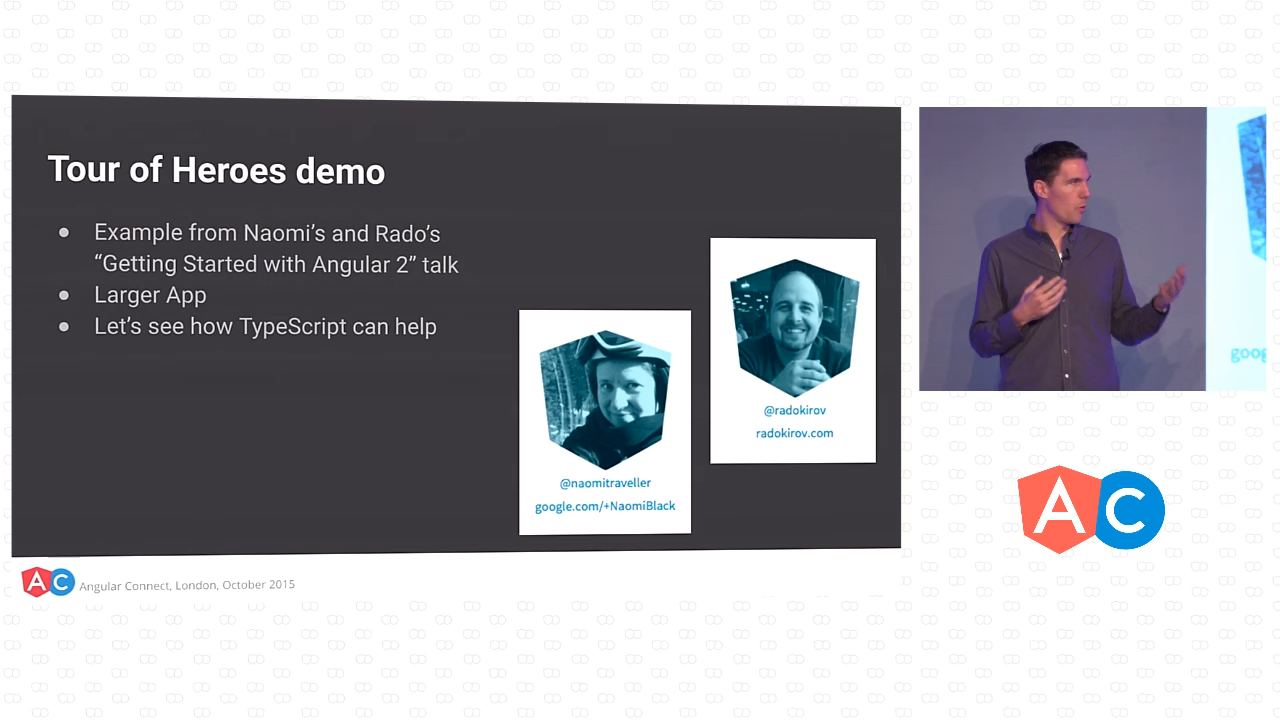 Tour of Heroes demo
● Example from Naomi’s and Rado’s
“Getting Started with Angular 2” talk
● Larger App
● Let’s see how TypeScript can help
@radokirov
radokirov.com
@naomitraveller
google.com/+NaomiBlack
AC Angular Connect, London, October 2015
goog
AC